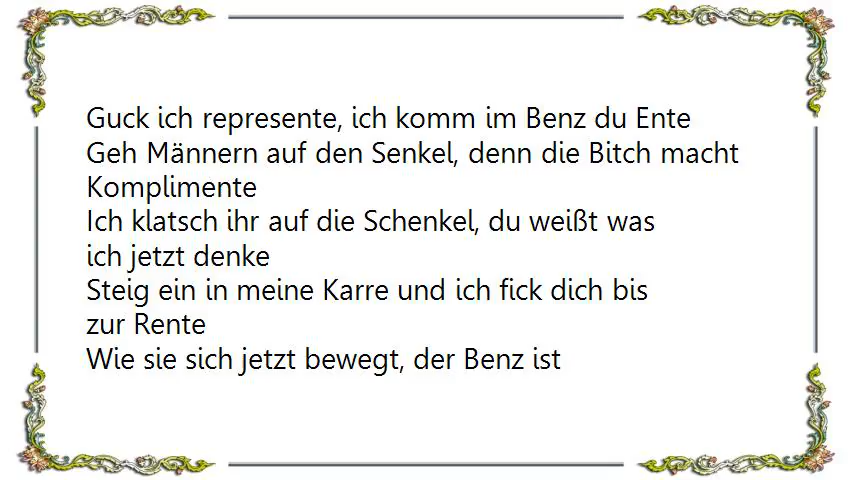 Guck ich represente, ich komm im Benz du Ente
Geh Männern auf den Senkel, denn die Bitch macht
Komplimente
Ich klatsch ihr auf die Schenkel, du weißt was
ich jetzt denke
Steig ein in meine Karre und ich fick dich bis
zur Rente
Wie sie sich jetzt bewegt, der Benz ist